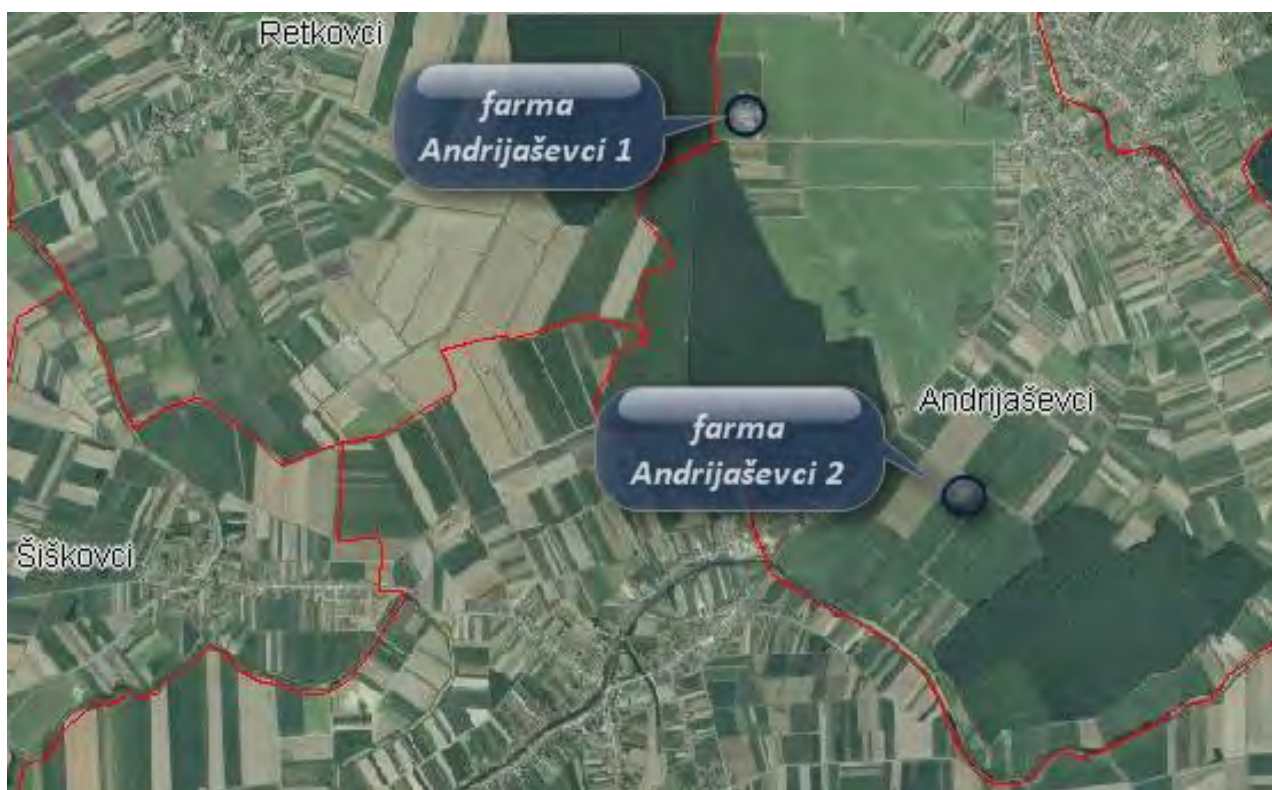 Retkovci
farma
Andrijaševci 1
Andrijaševci
farma
Andrijaševci 2
Šiškovci